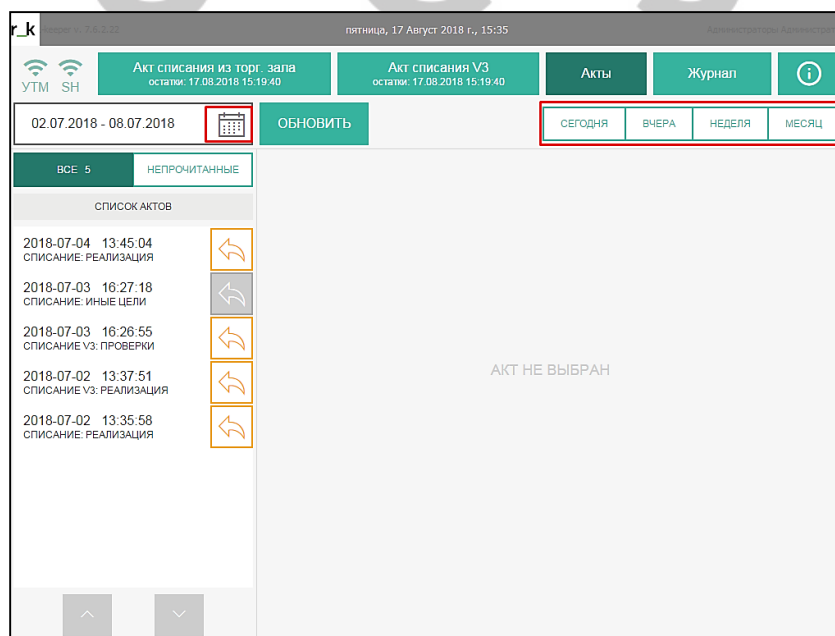 r_k
пятница, 17 Август 2018 г., 15:35
УТМ SH
Акт списания из торг. зала
остатки: 17.08.2018 15:19:40
Акт списания V3
остатки: 17.08.2018 15:19:40
Акты
Журнал
02.07.2018 - 08.07.2018
ОБНОВИТЬ
СЕГОДНЯ
ВЧЕРА
НЕДЕЛЯ
МЕСЯЦ
ВСЕ 5
НЕПРОЧИТАННЫЕ
СПИСОК АКТОВ
2018-07-04 13:45:04
СПИСАНИЕ: РЕАЛИЗАЦИЯ
2018-07-03 16:27:18
СПИСАНИЕ: ИНЫЕ ЦЕЛИ
2018-07-03 16:26:55
СПИСАНИЕ V3: ПРОВЕРКИ
2018-07-02 13:37:51
СПИСАНИЕ V3: РЕАЛИЗАЦИЯ
2018-07-02 13:35:58
СПИСАНИЕ: РЕАЛИЗАЦИЯ
АКТ НЕ ВЫБРАН